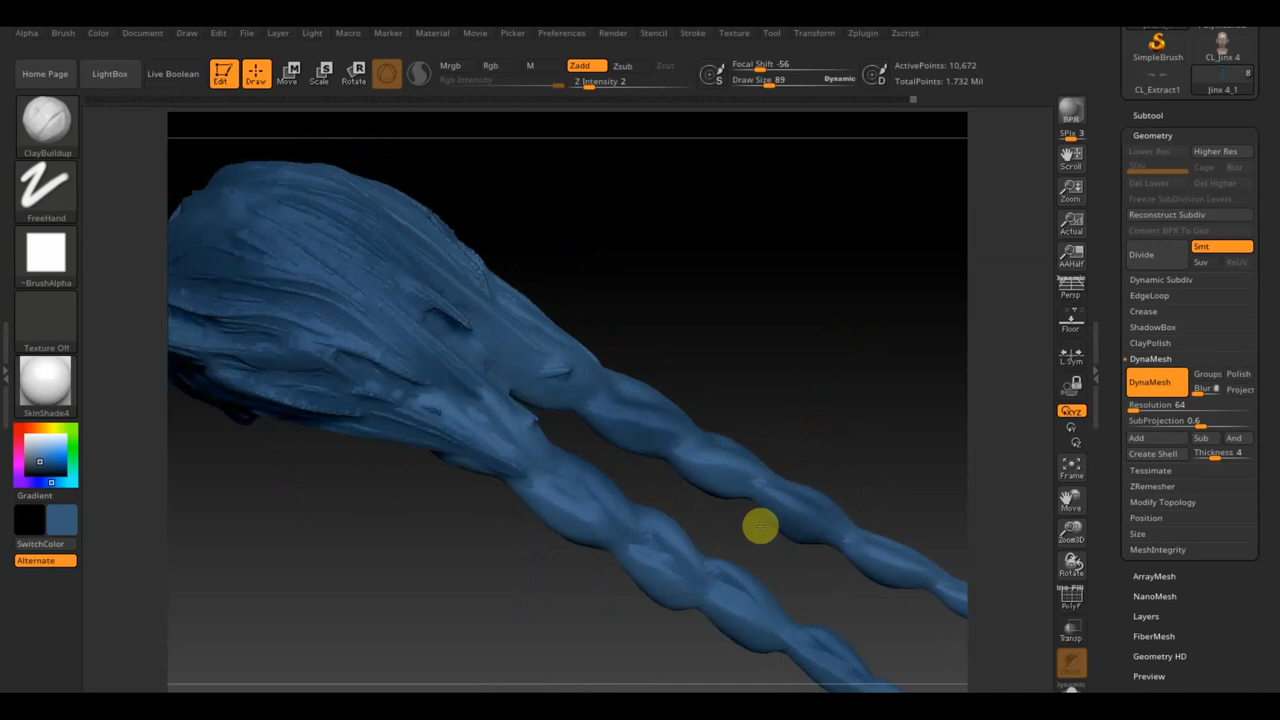 Alpha Brush Color Document Draw Edit File Layer Light Macro Marker Material Movie Picker Preferences Render Stencil Stroke Texture Tool Transform Zplugin Zscript
Home Page LightBox Live Boolean Edit Draw Move Scale Rotate
Mrgb Rgb M Zadd Zsub Zcut
Rgb Intensity Z Intensity 2
Focal Shift -56
Draw Size 89 Dynamic
S D
ActivePoints: 10,672
TotalPoints: 1.732 Mil
ClayBuildup
FreeHand
~BrushAlpha
Texture Off
SkinShade4
Gradient
SwitchColor
Alternate
BPR
SPix 3
Scroll
Zoom
Actual
AAHalf
Dynamic
Persp
Floor
L.Sym
XYZ
Y
Z
Frame
Move
Zoom3D
Rotate
PolyF
Transp
SimpleBrush CL_Jinx 4
8
CL_Extract1 Jinx 4_1
Subtool
Geometry
Lower Res Higher Res
SDiv Cage Rstr
Del Lower Del Higher
Freeze SubDivision Levels
Reconstruct Subdiv
Convert BPR To Geo
Divide Smt
Suv ReUV
Dynamic Subdiv
EdgeLoop
Crease
ShadowBox
ClayPolish
DynaMesh
DynaMesh Groups Polish
Blur Project
Resolution 64
SubProjection 0.6
Add Sub And
Create Shell Thickness 4
Tessimate
ZRemesher
Modify Topology
Position
Size
MeshIntegrity
ArrayMesh
NanoMesh
Layers
FiberMesh
Geometry HD
Preview